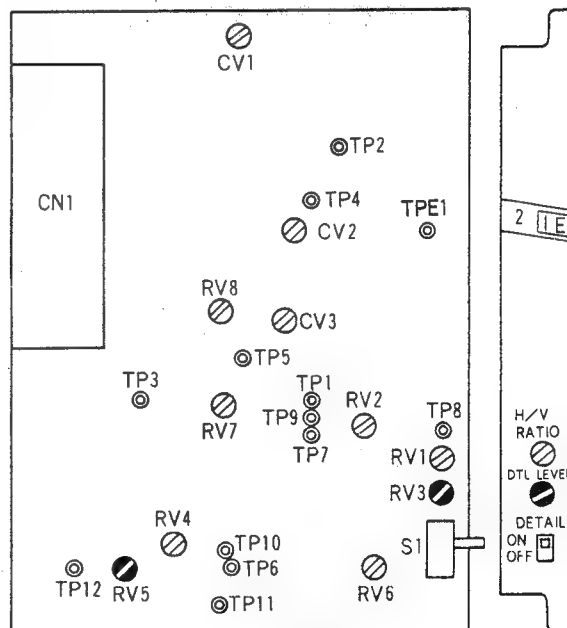 CV1
TP2
CN1
TP4
TPE1
2 IE
CV2
RV8
CV3
TP5
TP3
TP1
RV2
TP8
H/V
RATIO
TP9
RV7
TP7
RV1
DTL LEVEL
RV3
DETAIL
RV4
S1
ON
OFF
TP10
TP12
RV5
TP6
RV6
TP11